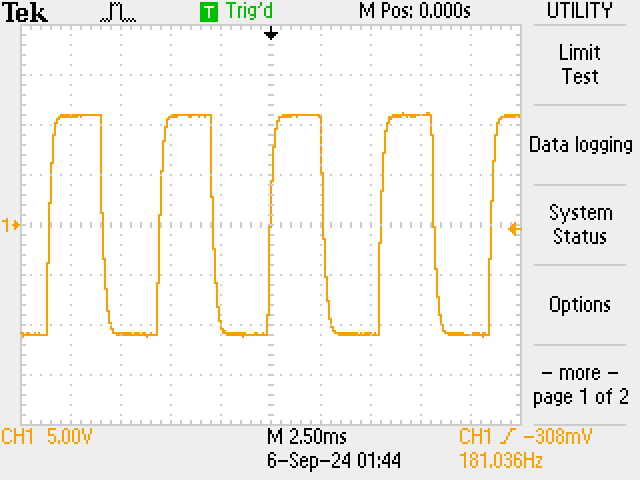 Tek T Trig'd M Pos: 0.000s UTILITY
Limit
Test
Data logging
System
Status
Options
– more –
page 1 of 2
1
CH1 5.00V M 2.50ms CH1 –308mV
6–Sep–24 01:44 181.036Hz